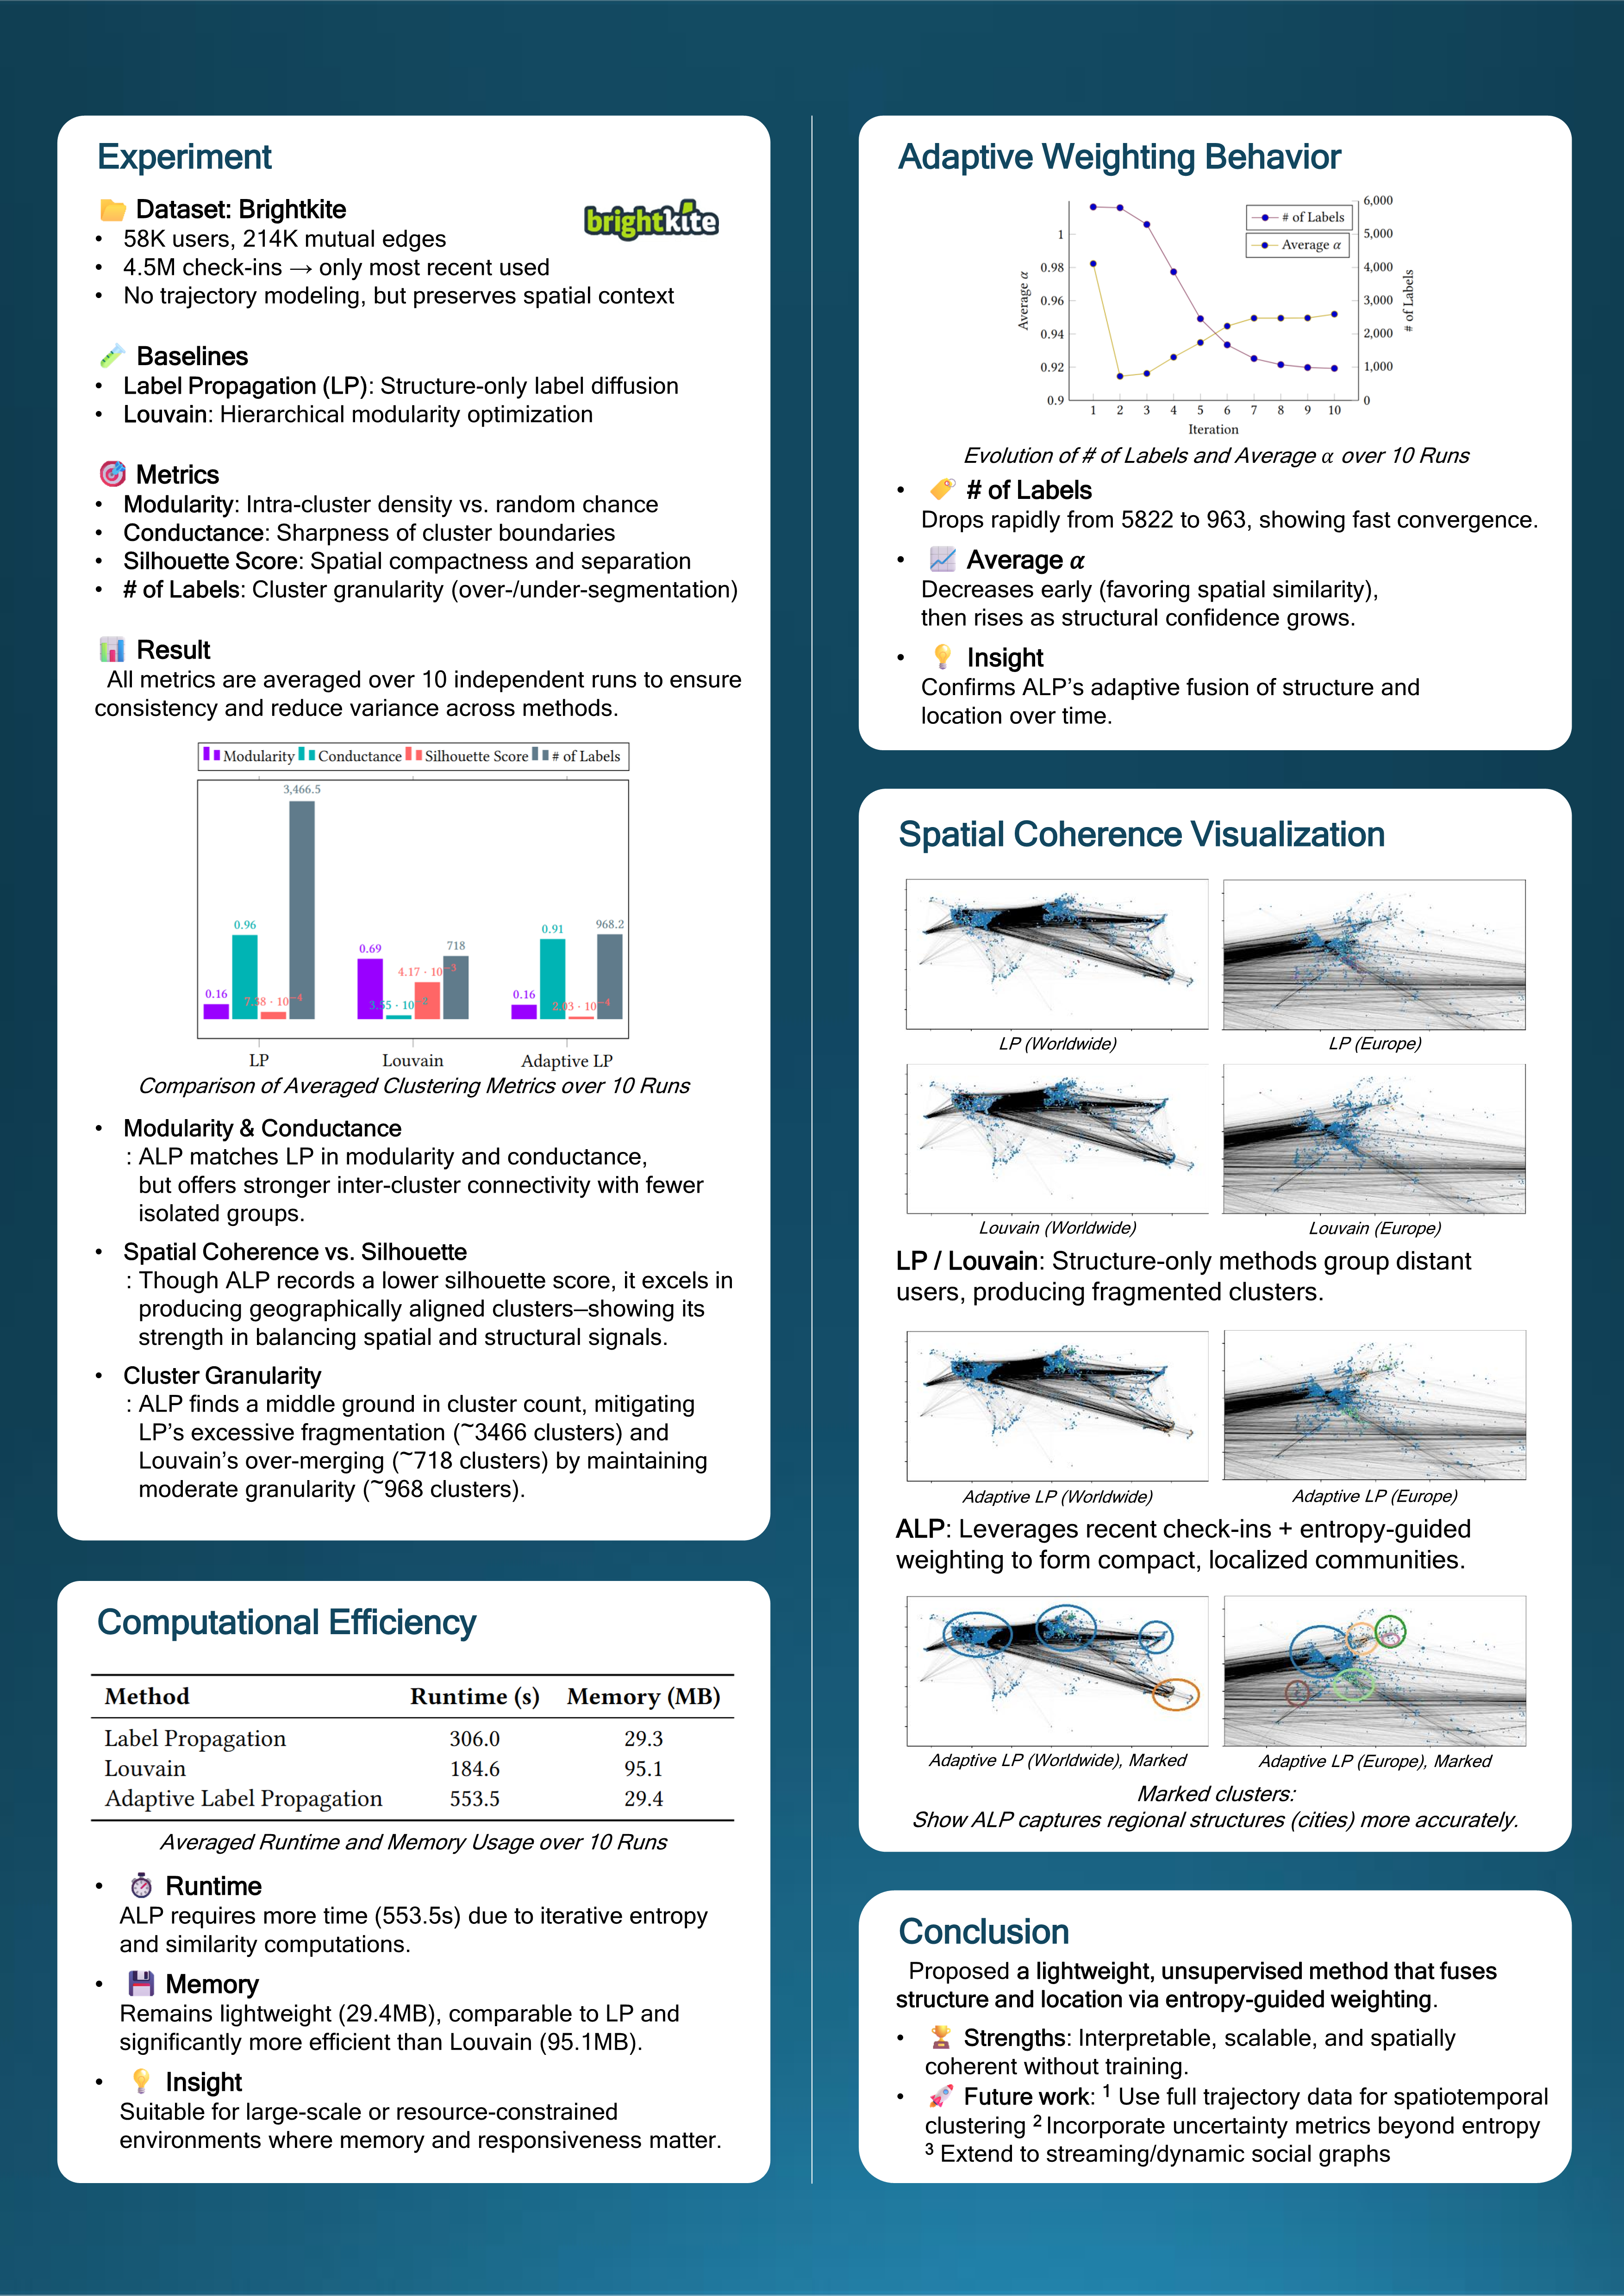 Experiment
Dataset: Brightkite
brightkite
• 58K users, 214K mutual edges
• 4.5M check-ins → only most recent used
• No trajectory modeling, but preserves spatial context
Baselines
• Label Propagation (LP): Structure-only label diffusion
• Louvain: Hierarchical modularity optimization
Metrics
• Modularity: Intra-cluster density vs. random chance
• Conductance: Sharpness of cluster boundaries
• Silhouette Score: Spatial compactness and separation
• # of Labels: Cluster granularity (over-/under-segmentation)
Result
All metrics are averaged over 10 independent runs to ensure
consistency and reduce variance across methods.
Modularity Conductance Silhouette Score # of Labels
3,466.5
0.96
0.16
7.38 · 10⁻⁴
0.69
718
4.17 · 10⁻³
0.91
968.2
0.16
2.03 · 10⁻⁴
LP Louvain Adaptive LP
Comparison of Averaged Clustering Metrics over 10 Runs
• Modularity & Conductance
: ALP matches LP in modularity and conductance,
but offers stronger inter-cluster connectivity with fewer
isolated groups.
• Spatial Coherence vs. Silhouette
: Though ALP records a lower silhouette score, it excels in
producing geographically aligned clusters—showing its
strength in balancing spatial and structural signals.
• Cluster Granularity
: ALP finds a middle ground in cluster count, mitigating
LP's excessive fragmentation (~3466 clusters) and
Louvain's over-merging (~718 clusters) by maintaining
moderate granularity (~968 clusters).
Computational Efficiency
Method Runtime (s) Memory (MB)
Label Propagation 306.0 29.3
Louvain 184.6 95.1
Adaptive Label Propagation 553.5 29.4
Averaged Runtime and Memory Usage over 10 Runs
• Runtime
ALP requires more time (553.5s) due to iterative entropy
and similarity computations.
• Memory
Remains lightweight (29.4MB), comparable to LP and
significantly more efficient than Louvain (95.1MB).
• Insight
Suitable for large-scale or resource-constrained
environments where memory and responsiveness matter.
Adaptive Weighting Behavior
# of Labels
Average α
1
0.98
0.96
0.94
0.92
0.9
Average α
6,000
5,000
4,000
3,000
2,000
1,000
0
# of Labels
1 2 3 4 5 6 7 8 9 10
Iteration
Evolution of # of Labels and Average α over 10 Runs
• # of Labels
Drops rapidly from 5822 to 963, showing fast convergence.
• Average α
Decreases early (favoring spatial similarity),
then rises as structural confidence grows.
• Insight
Confirms ALP's adaptive fusion of structure and
location over time.
Spatial Coherence Visualization
LP (Worldwide) LP (Europe)
Louvain (Worldwide) Louvain (Europe)
LP / Louvain: Structure-only methods group distant
users, producing fragmented clusters.
Adaptive LP (Worldwide) Adaptive LP (Europe)
ALP: Leverages recent check-ins + entropy-guided
weighting to form compact, localized communities.
Adaptive LP (Worldwide), Marked Adaptive LP (Europe), Marked
Marked clusters:
Show ALP captures regional structures (cities) more accurately.
Conclusion
Proposed a lightweight, unsupervised method that fuses
structure and location via entropy-guided weighting.
• Strengths: Interpretable, scalable, and spatially
coherent without training.
• Future work: ¹ Use full trajectory data for spatiotemporal
clustering ² Incorporate uncertainty metrics beyond entropy
³ Extend to streaming/dynamic social graphs